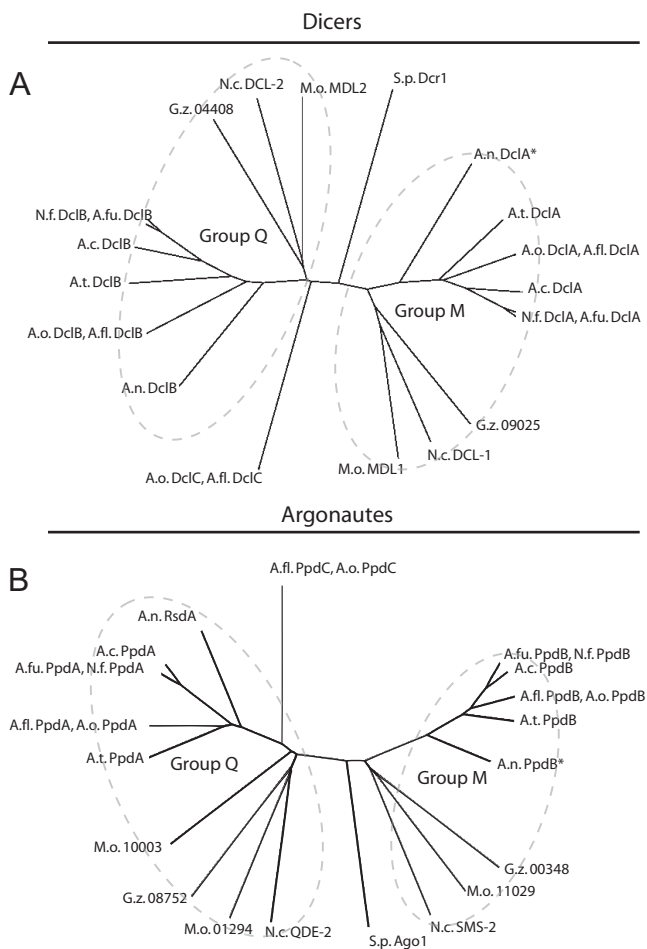 Dicers
A
S.p. Dcr1
N.c. DCL-2
M.o. MDL2
G.z. 04408
A.n. DclA*
N.f. DclB, A.fu. DclB
A.t. DclA
Group Q
A.c. DclB
A.o. DclA, A.fl. DclA
A.t. DclB
A.c. DclA
Group M
N.f. DclA, A.fu. DclA
A.o. DclB, A.fl. DclB
A.n. DclB
G.z. 09025
N.c. DCL-1
M.o. MDL1
A.o. DclC, A.fl. DclC
Argonautes
B
A.fl. PpdC, A.o. PpdC
A.n. RsdA
A.c. PpdA
A.fu. PpdB, N.f. PpdB
A.fu. PpdA, N.f. PpdA
A.c. PpdB
A.fl. PpdB, A.o. PpdB
A.fl. PpdA, A.o. PpdA
A.t. PpdB
A.t. PpdA
Group Q
A.n. PpdB*
Group M
M.o. 10003
G.z. 00348
M.o. 11029
G.z. 08752
M.o. 01294
N.c. QDE-2
N.c. SMS-2
S.p. Ago1